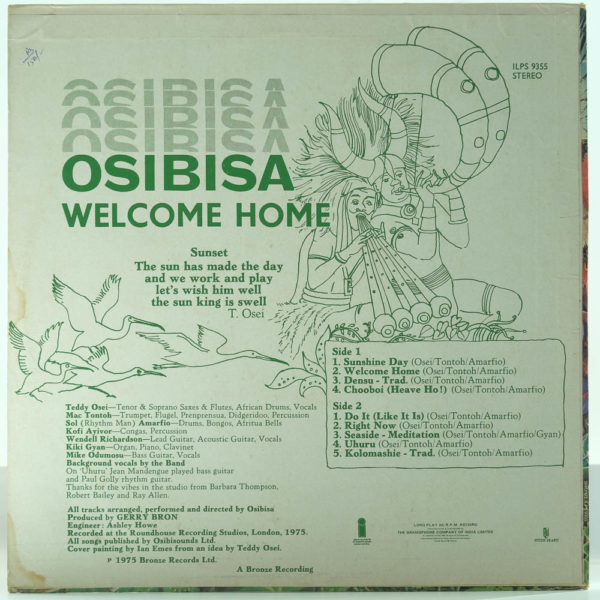 ILPS 9355
STEREO
OSIBISA
OSIBISA
OSIBISA
OSIBISA
WELCOME HOME
Sunset
The sun has made the day
and we work and play
let's wish him well
the sun king is swell
T. Osei
Side 1
1. Sunshine Day (Osei/Tontoh/Amarfio)
2. Welcome Home (Osei/Tontoh/Amarfio)
3. Densu - Trad. (Osei/Tontoh/Amarfio)
4. Chooboi (Heave Ho!) (Osei/Tontoh/Amarfio)
Side 2
1. Do It (Like It Is) (Osei/Tontoh/Amarfio)
2. Right Now (Osei/Tontoh/Amarfio)
3. Seaside - Meditation (Osei/Tontoh/Amarfio/Gyan)
4. Uhuru (Osei/Tontoh/Amarfio)
5. Kolomashie - Trad.
Teddy Osei—Tenor & Soprano Saxes & Flutes, African Drums, Vocals
Mac Tontoh—Trumpet, Flugel, Prenprensua, Didgeridoo, Percussion
Sol (Rhythm Man) Amarfio—Drums, Bongos, Afritua Bells
Kofi Ayivor—Congas, Percussion
Wendell Richardson—Lead Guitar, Acoustic Guitar, Vocals
Kiki Gyan—Organ, Piano, Clavinet
Mike Odumosu—Bass Guitar, Vocals
Background vocals by the Band
On 'Uhuru' Jean Mandengue played bass guitar
and Paul Golly rhythm guitar.
Thanks for the vibes in the studio from Barbara Thompson,
Robert Bailey and Ray Allen.
All tracks arranged, performed and directed by Osibisa
Produced by GERRY BRON
Engineer: Ashley Howe
Recorded at the Roundhouse Recording Studios, London, 1975.
All songs published by Osibisounds Ltd.
Cover painting by Ian Emes from an idea by Teddy Osei.
P 1975 Bronze Records Ltd.
A Bronze Recording
LONG PLAY 33⅓ R.P.M. RECORD
THE GRAMOPHONE COMPANY OF INDIA LIMITED